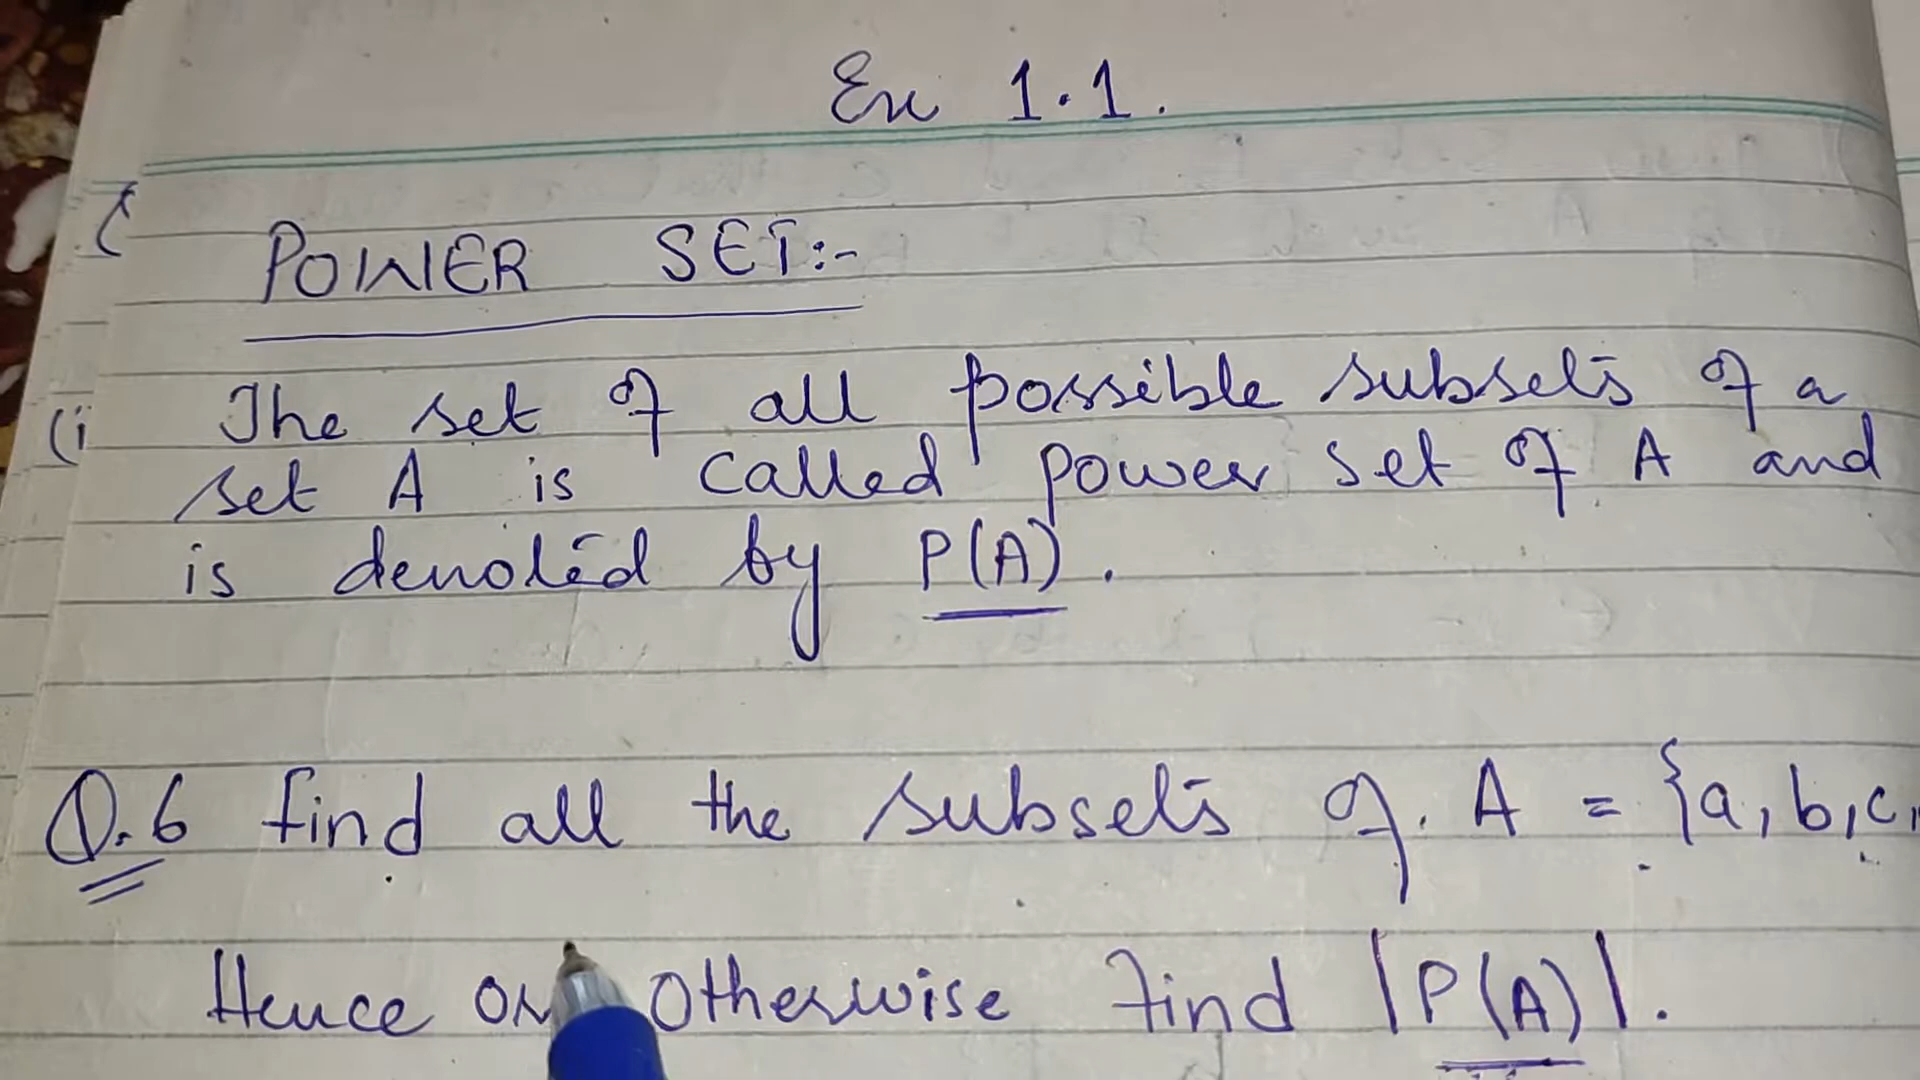 Ex 1.1.
POWER SET:-
(i
The set of all possible subsets of a
set A is called power set of A and
is denoted by P(A).
Q.6 find all the subsets of. A = {a, b, c,
Hence or otherwise find |P(A)|.